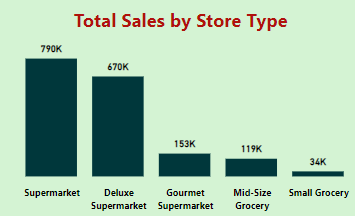 Total Sales by Store Type
790K
670K
153K
119K
34K
Supermarket
Deluxe
Supermarket
Gourmet
Supermarket
Mid-Size
Grocery
Small Grocery